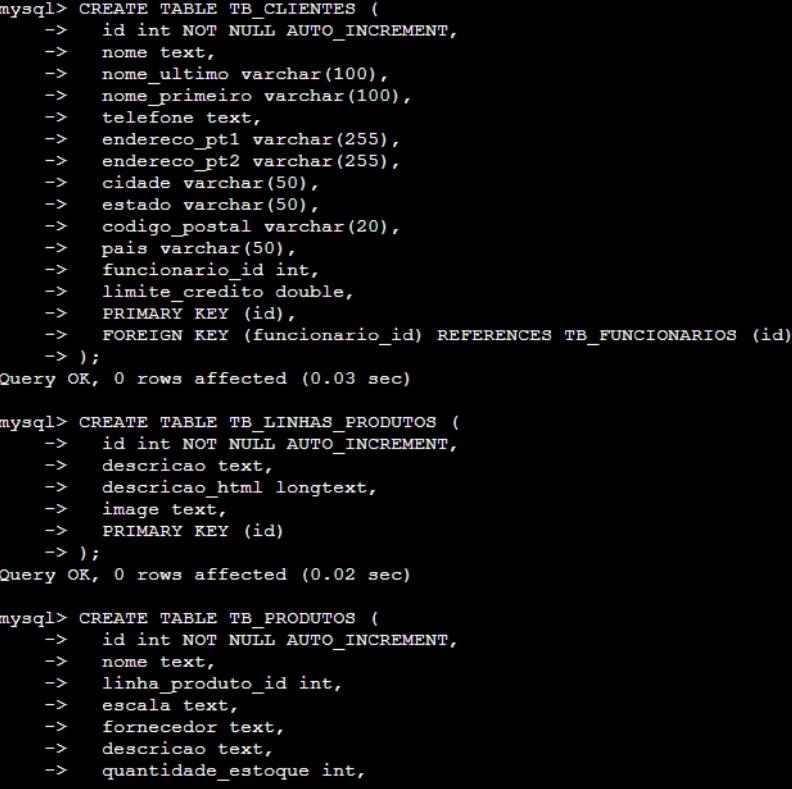 mysql> CREATE TABLE TB_CLIENTES (
    ->   id int NOT NULL AUTO_INCREMENT,
    ->   nome text,
    ->   nome_ultimo varchar(100),
    ->   nome_primeiro varchar(100),
    ->   telefone text,
    ->   endereco_pt1 varchar(255),
    ->   endereco_pt2 varchar(255),
    ->   cidade varchar(50),
    ->   estado varchar(50),
    ->   codigo_postal varchar(20),
    ->   pais varchar(50),
    ->   funcionario_id int,
    ->   limite_credito double,
    ->   PRIMARY KEY (id),
    ->   FOREIGN KEY (funcionario_id) REFERENCES TB_FUNCIONARIOS (id)
    -> );
Query OK, 0 rows affected (0.03 sec)

mysql> CREATE TABLE TB_LINHAS_PRODUTOS (
    ->   id int NOT NULL AUTO_INCREMENT,
    ->   descricao text,
    ->   descricao_html longtext,
    ->   image text,
    ->   PRIMARY KEY (id)
    -> );
Query OK, 0 rows affected (0.02 sec)

mysql> CREATE TABLE TB_PRODUTOS (
    ->   id int NOT NULL AUTO_INCREMENT,
    ->   nome text,
    ->   linha_produto_id int,
    ->   escala text,
    ->   fornecedor text,
    ->   descricao text,
    ->   quantidade_estoque int,